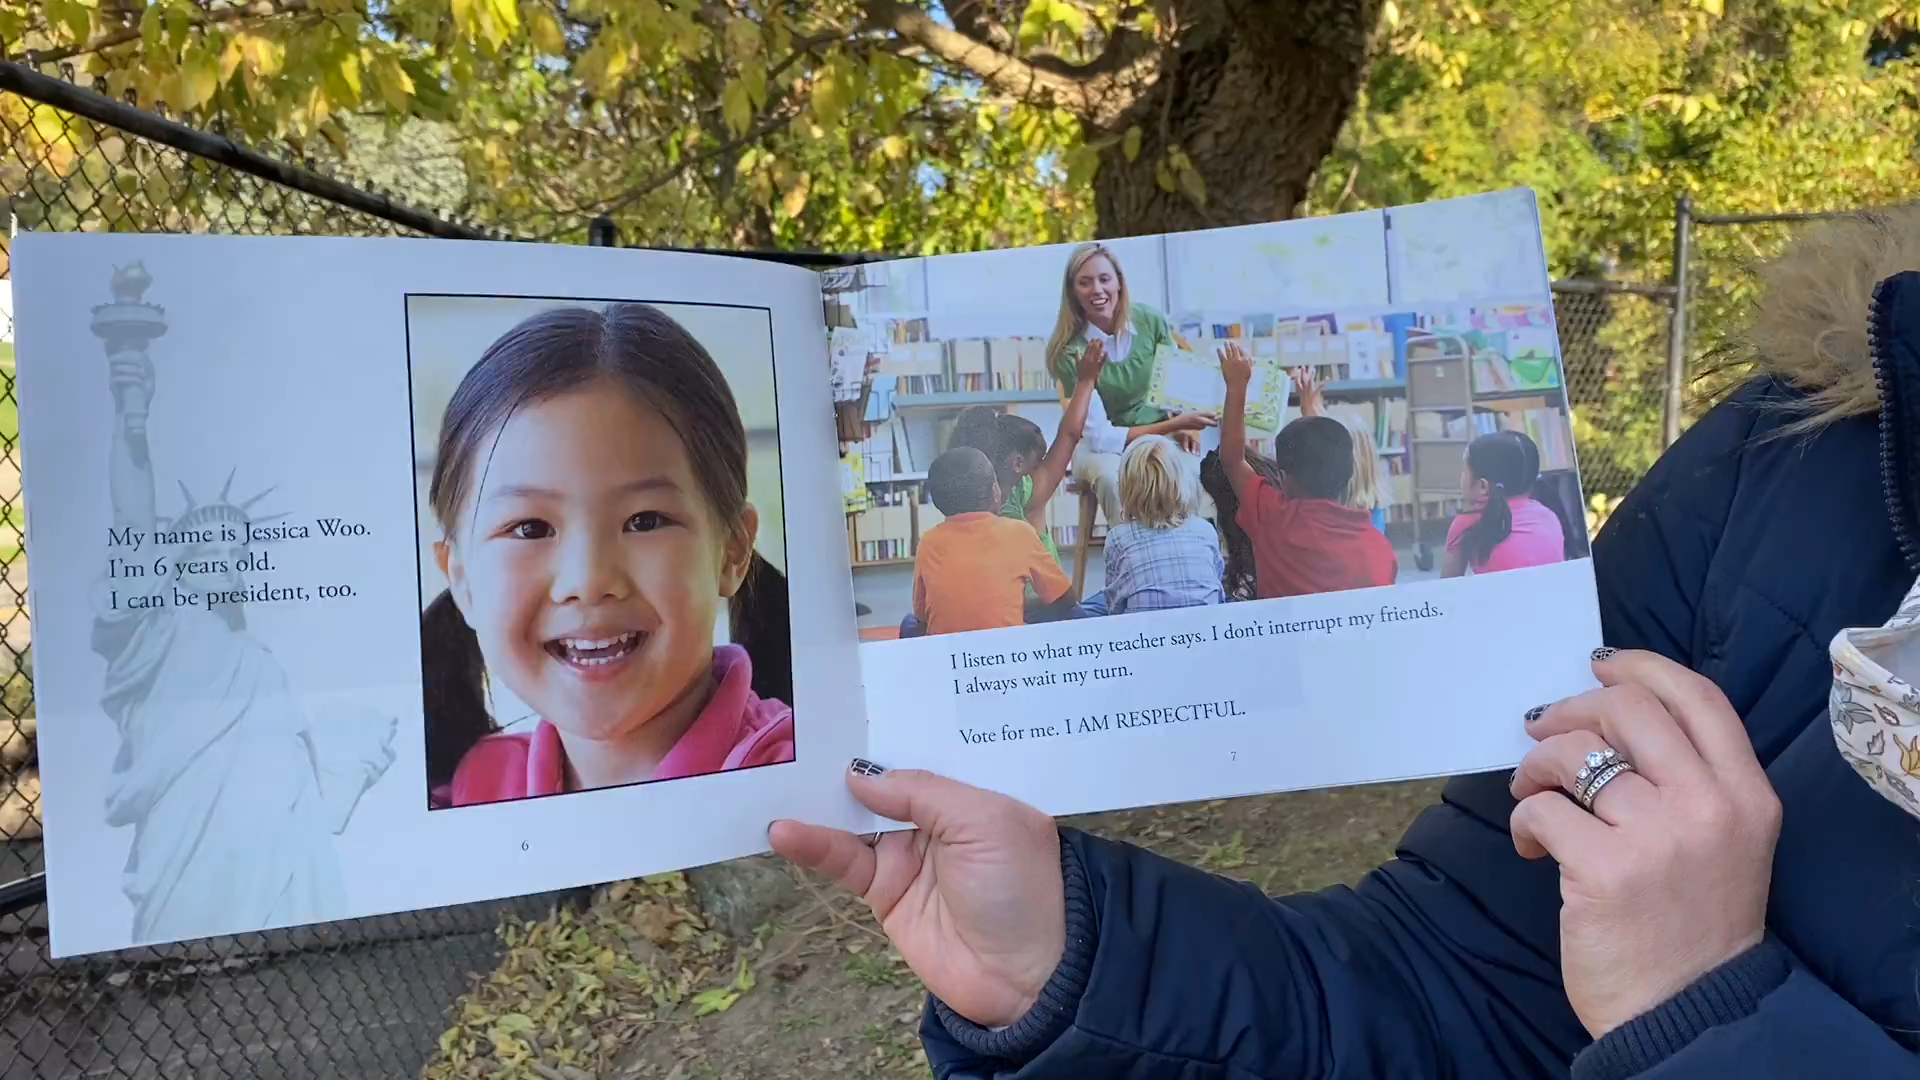 My name is Jessica Woo.
I'm 6 years old.
I can be president, too.
6
I listen to what my teacher says. I don't interrupt my friends.
I always wait my turn.
Vote for me. I AM RESPECTFUL.
7